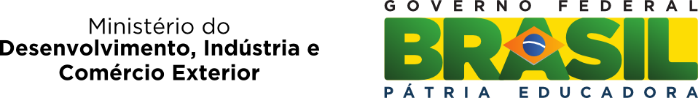 Ministério do
Desenvolvimento, Indústria e
Comércio Exterior
GOVERNO FEDERAL
BRASIL
PÁTRIA EDUCADORA